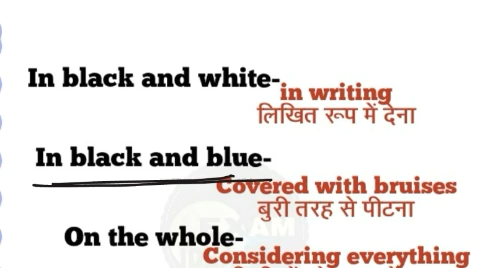 In black and white-
in writing
लिखित रूप में देना
In black and blue-
Covered with bruises
बुरी तरह से पीटना
On the whole-
Considering everything